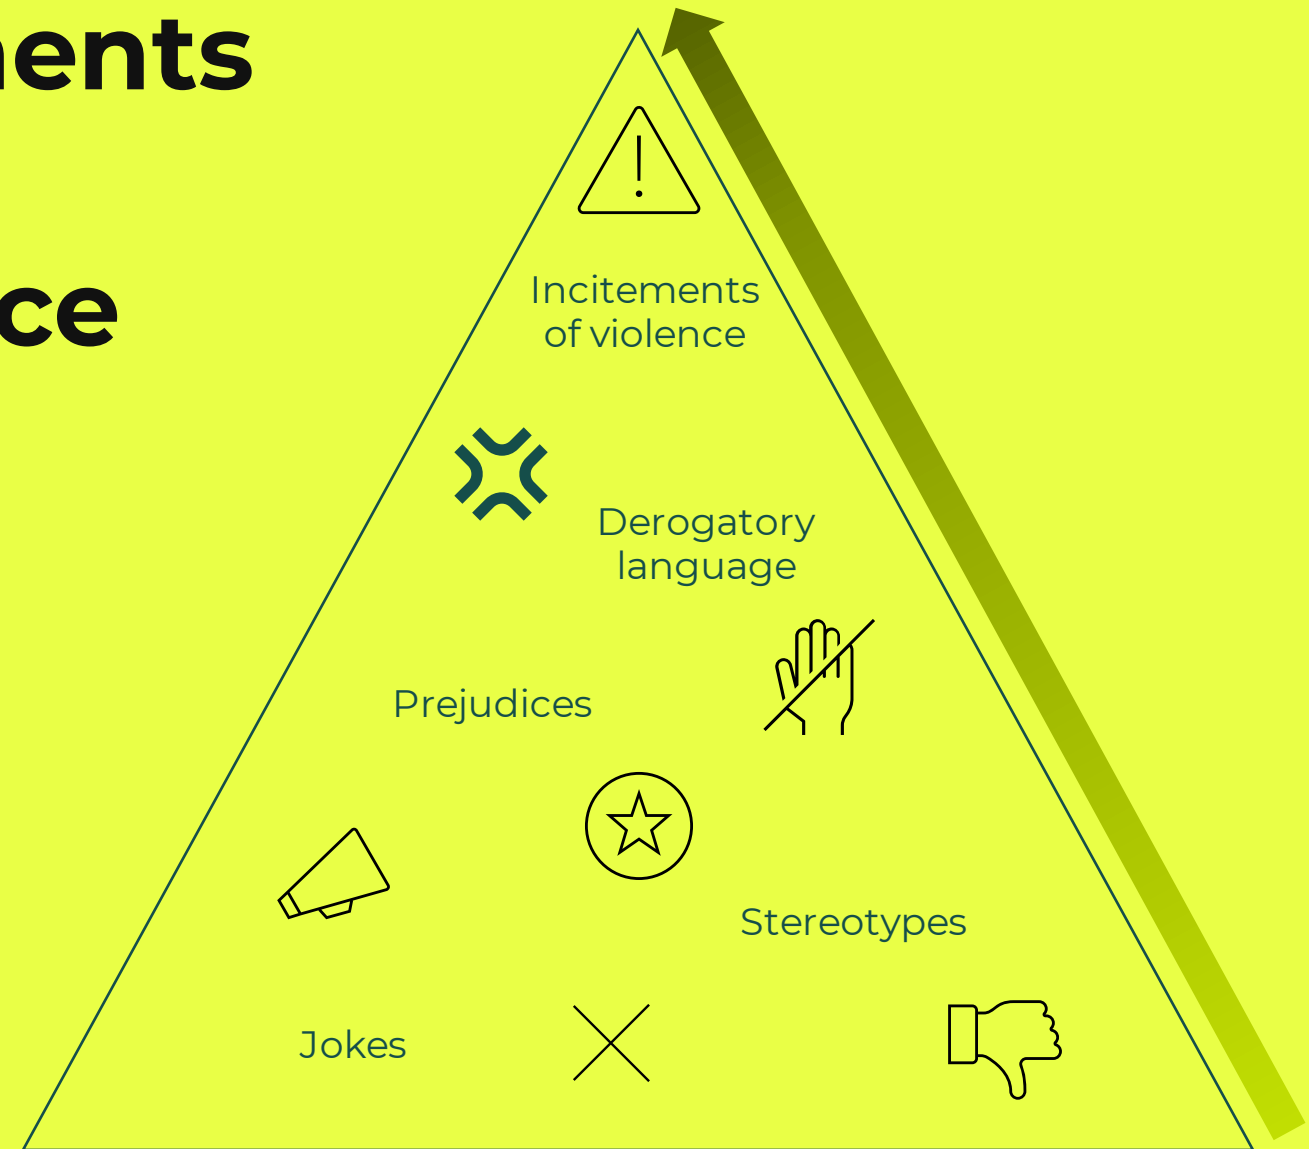 ments
ce
Incitements
of violence
Derogatory
language
Prejudices
Stereotypes
Jokes